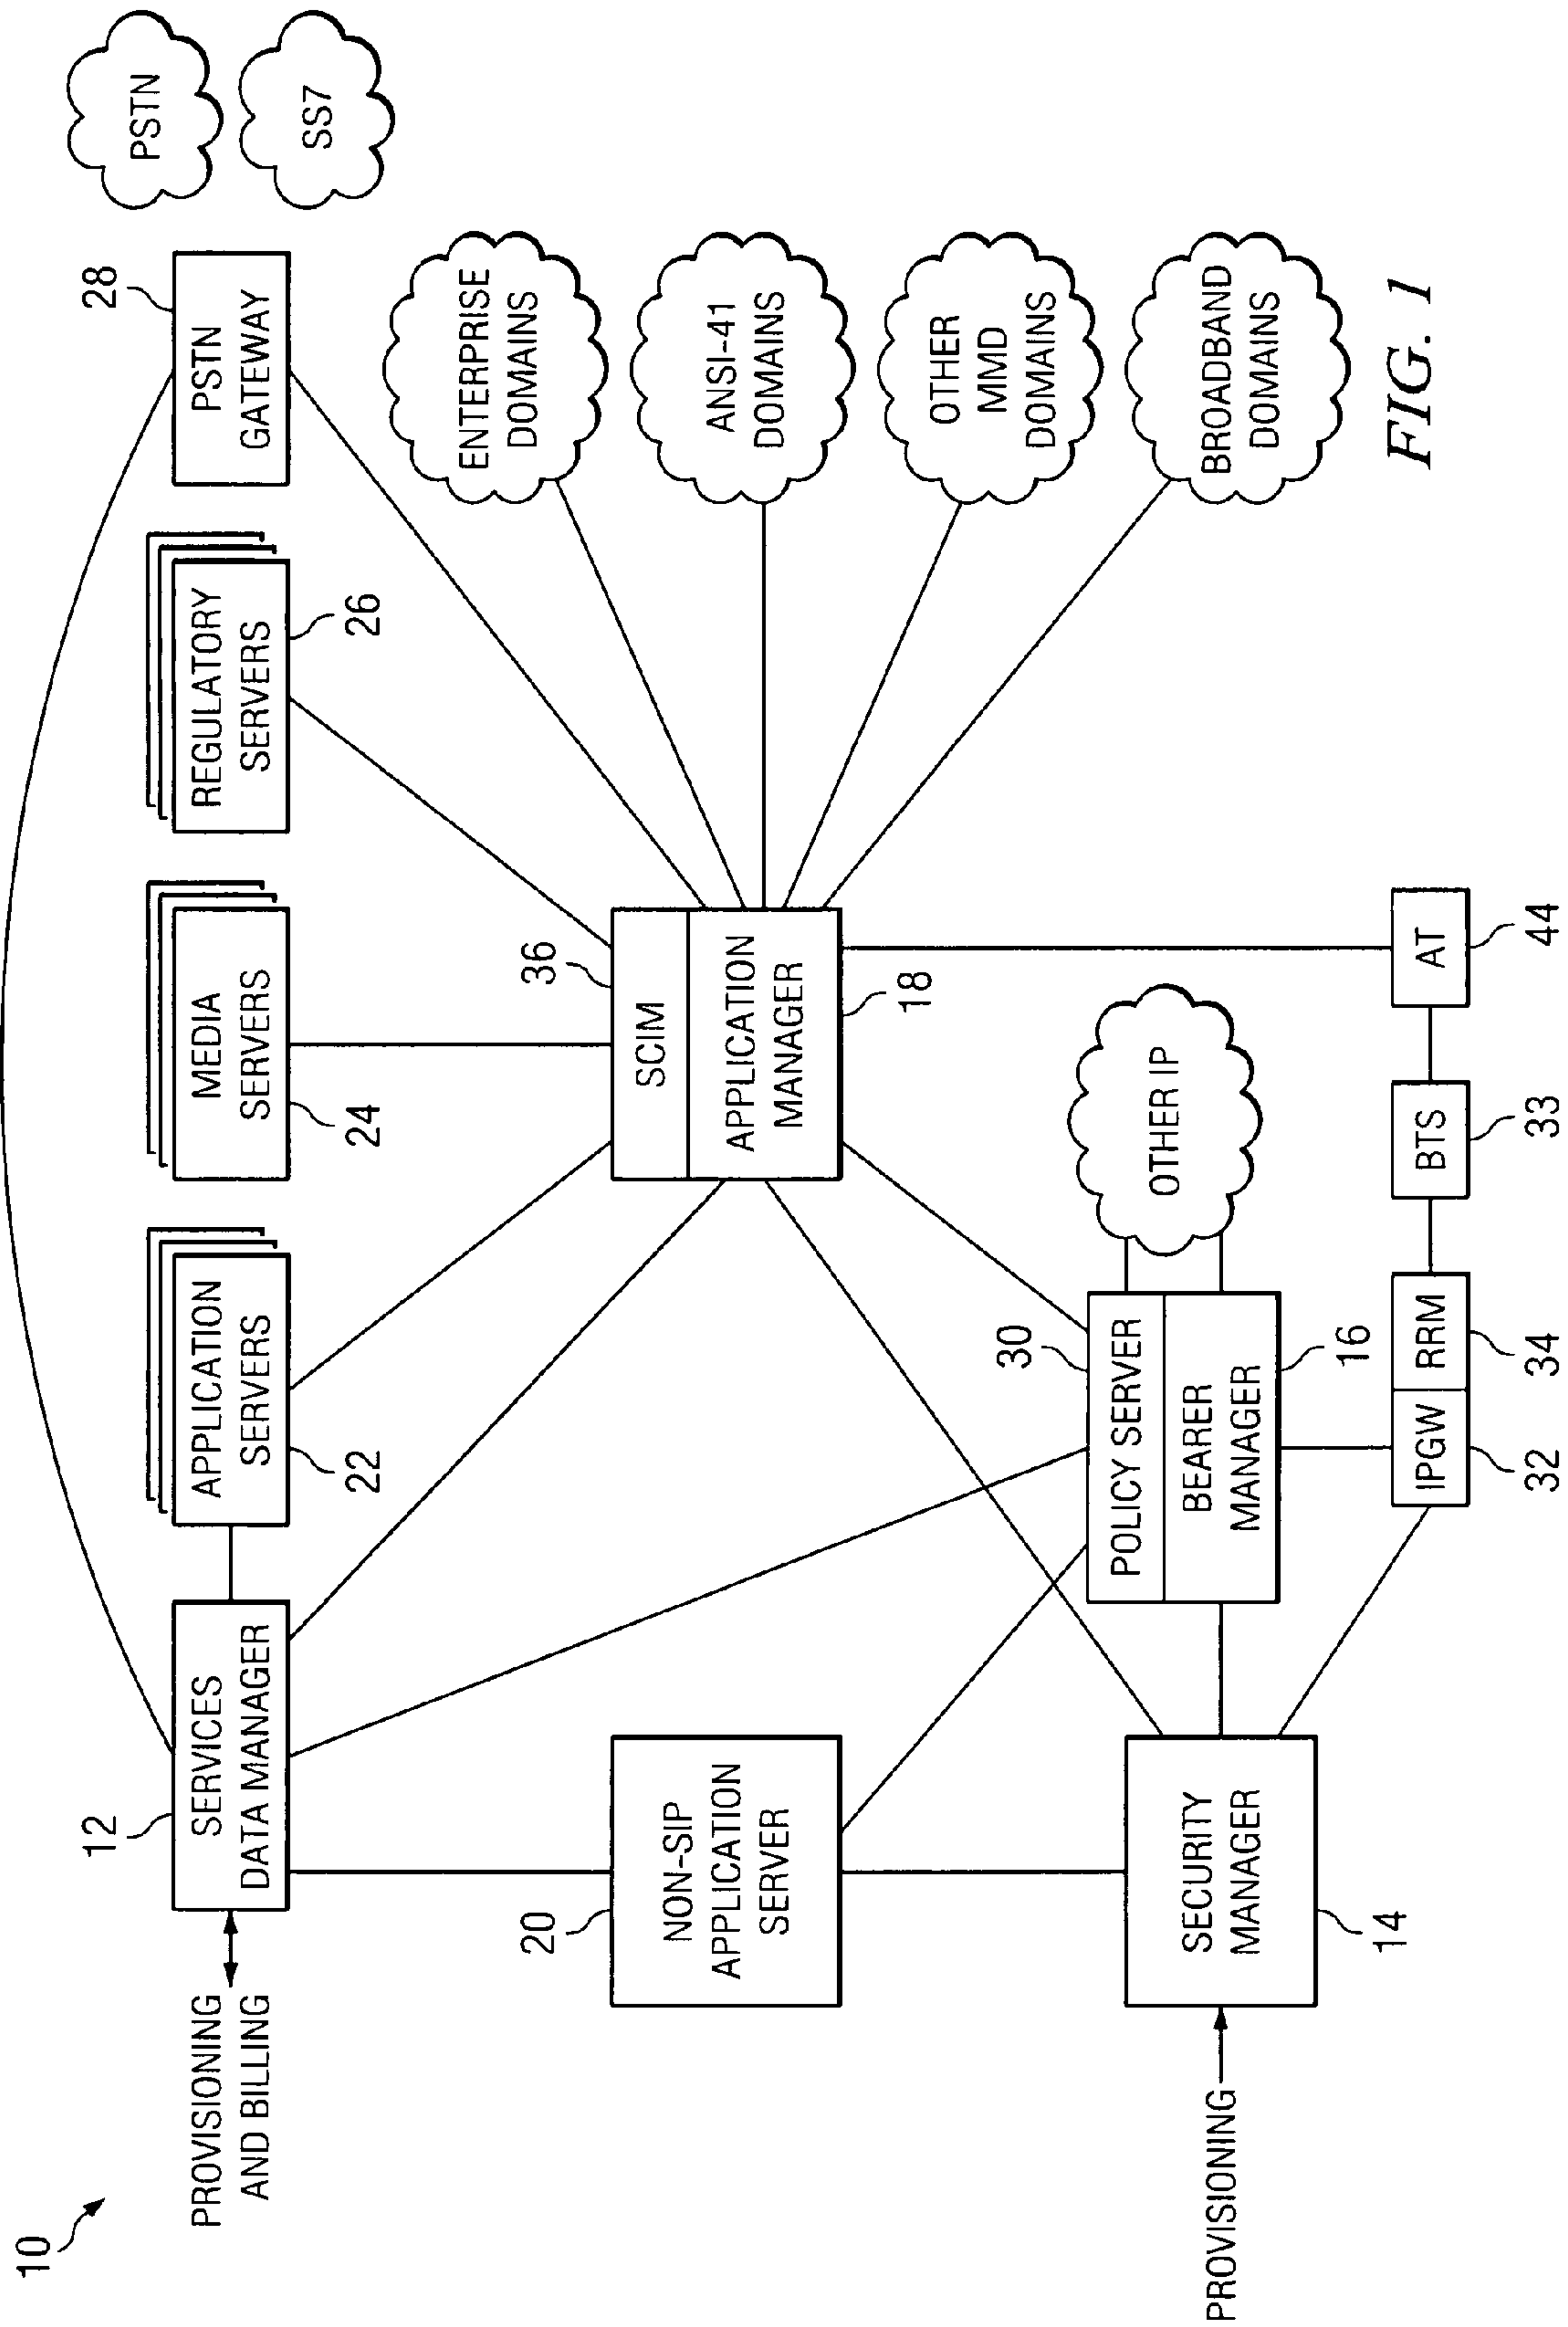 10
PROVISIONING
AND BILLING
12
SERVICES
DATA MANAGER
APPLICATION
SERVERS
22
MEDIA
SERVERS
24
REGULATORY
SERVERS
26
28
PSTN
GATEWAY
PSTN
SS7
20
NON-SIP
APPLICATION
SERVER
36
SCIM
APPLICATION
MANAGER
18
ENTERPRISE
DOMAINS
ANSI-41
DOMAINS
OTHER
MMD
DOMAINS
BROADBAND
DOMAINS
PROVISIONING
SECURITY
MANAGER
14
30
POLICY SERVER
BEARER
MANAGER
16
OTHER IP
IPGW
32
RRM
34
BTS
33
AT
44
FIG. 1